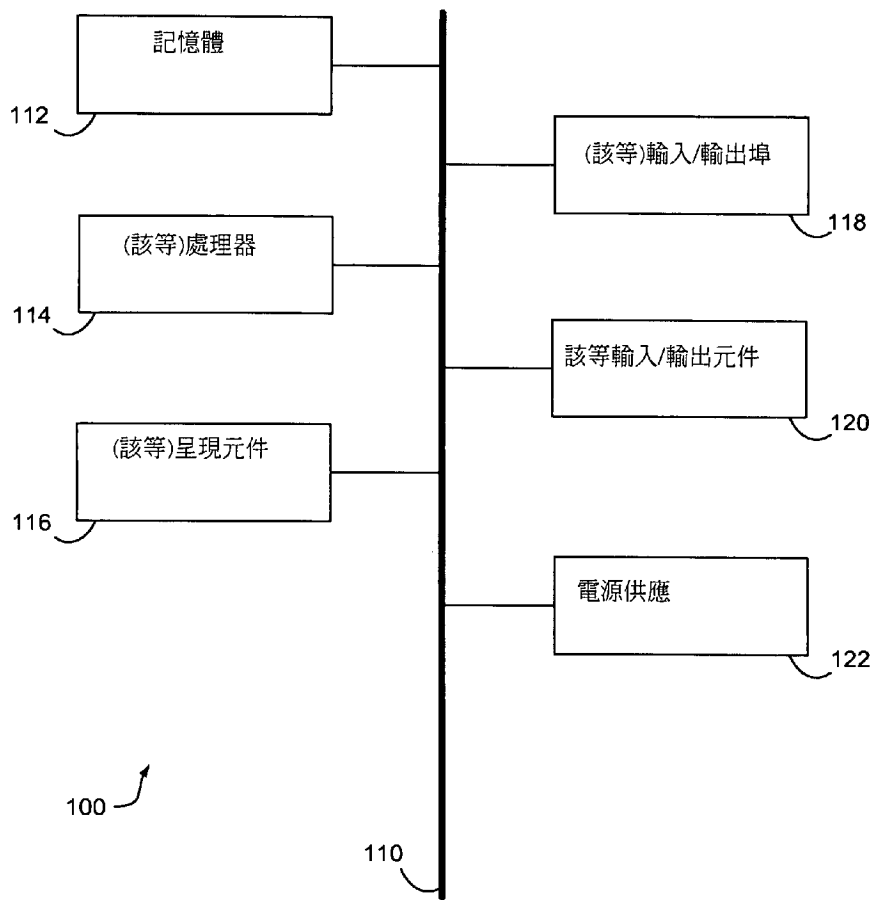 記憶體
112
(該等)輸入/輸出埠
118
(該等)處理器
114
該等輸入/輸出元件
120
(該等)呈現元件
116
電源供應
122
100
110